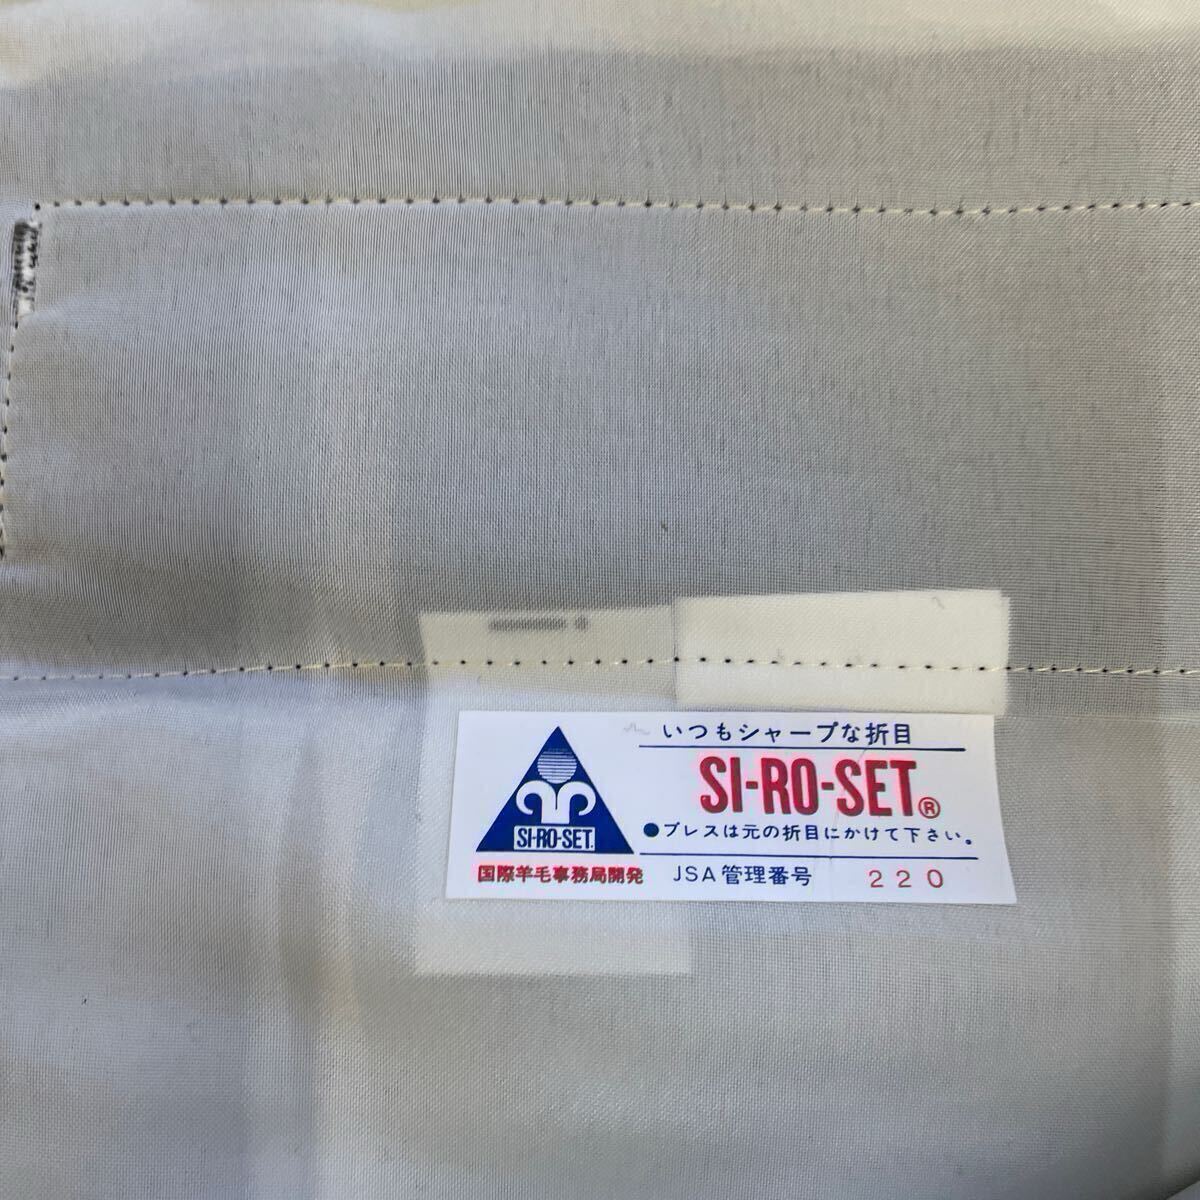 いつもシャープな折目
SI-RO-SET®
SI-RO-SET.
●プレスは元の折目にかけて下さい。
国際羊毛事務局開発
JSA管理番号 220